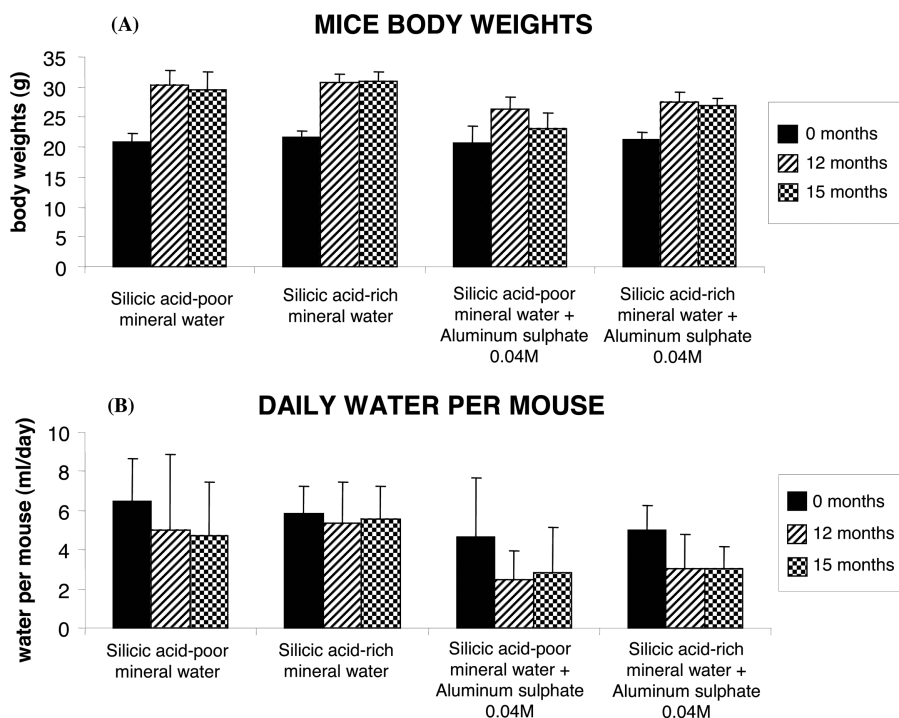 (A) MICE BODY WEIGHTS
body weights (g)
35
30
25
20
15
10
5
0
Silicic acid-poor
mineral water
Silicic acid-rich
mineral water
Silicic acid-poor
mineral water +
Aluminum sulphate
0.04M
Silicic acid-rich
mineral water +
Aluminum sulphate
0.04M
0 months
12 months
15 months
(B) DAILY WATER PER MOUSE
water per mouse (ml/day)
10
8
6
4
2
0
Silicic acid-poor
mineral water
Silicic acid-rich
mineral water
Silicic acid-poor
mineral water +
Aluminum sulphate
0.04M
Silicic acid-rich
mineral water +
Aluminum sulphate
0.04M
0 months
12 months
15 months